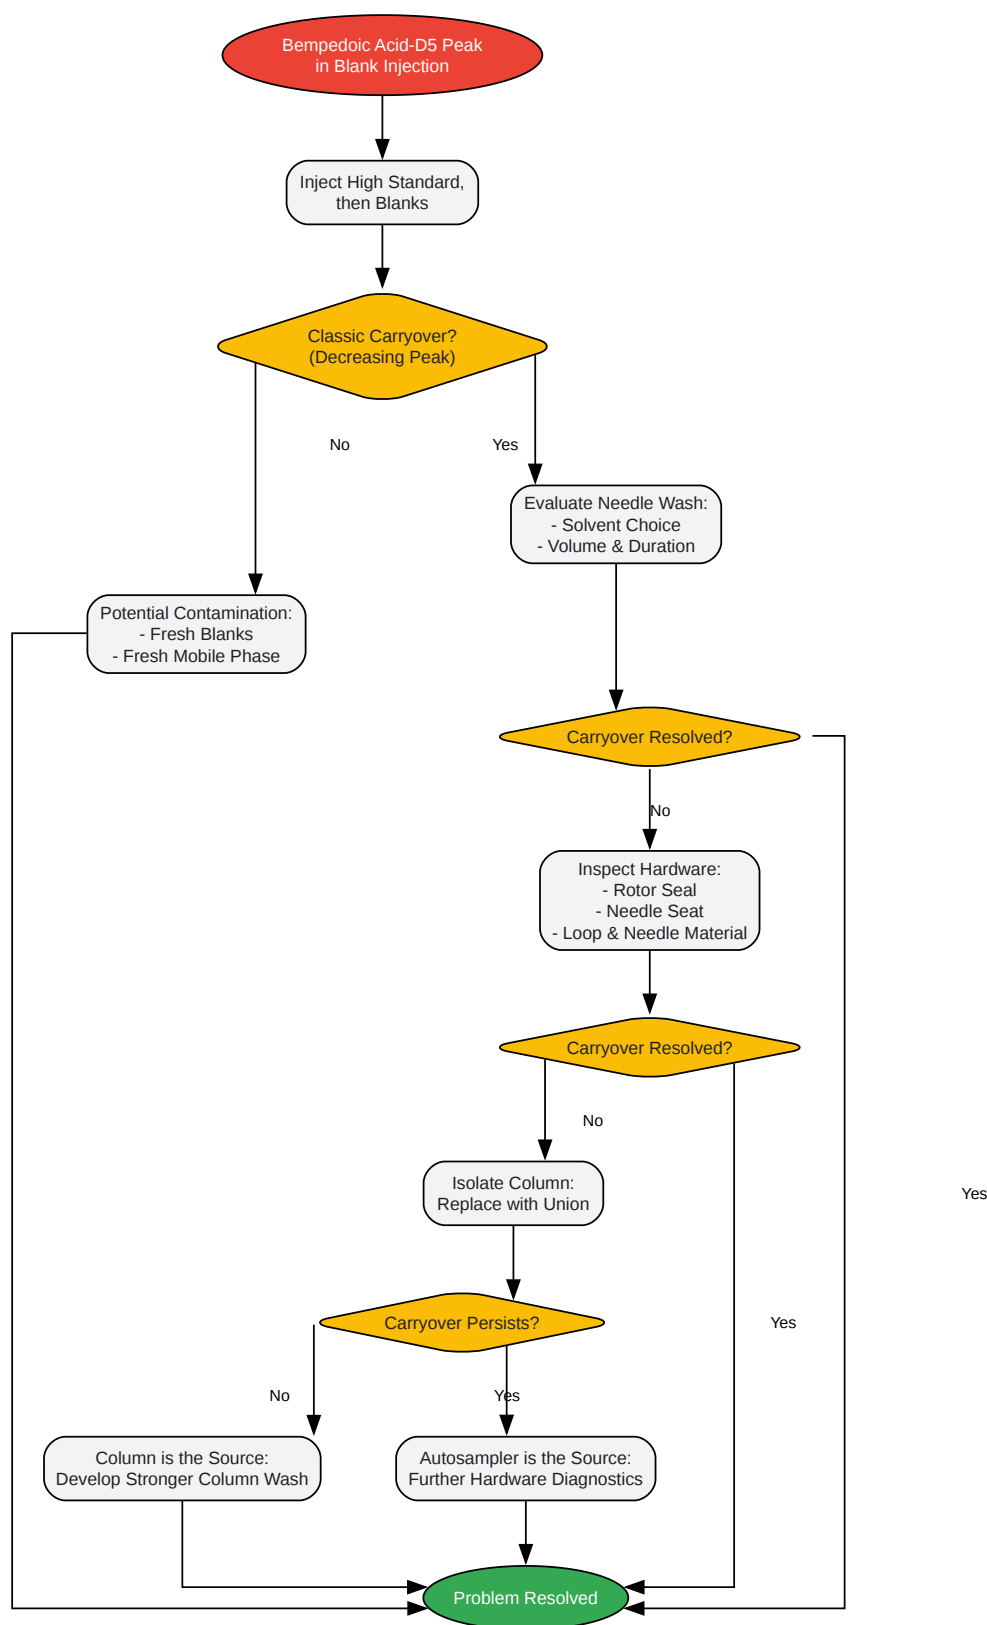 Bempedoic Acid-D5 Peak
in Blank Injection
Inject High Standard,
then Blanks
Classic Carryover?
(Decreasing Peak)
No
Yes
Evaluate Needle Wash:
- Solvent Choice
- Volume & Duration
Potential Contamination:
- Fresh Blanks
- Fresh Mobile Phase
Carryover Resolved?
No
Inspect Hardware:
- Rotor Seal
- Needle Seat
- Loop & Needle Material
Carryover Resolved?
No
Isolate Column:
Replace with Union
Yes
Carryover Persists?
Yes
No
Yes
Column is the Source:
Develop Stronger Column Wash
Autosampler is the Source:
Further Hardware Diagnostics
Problem Resolved